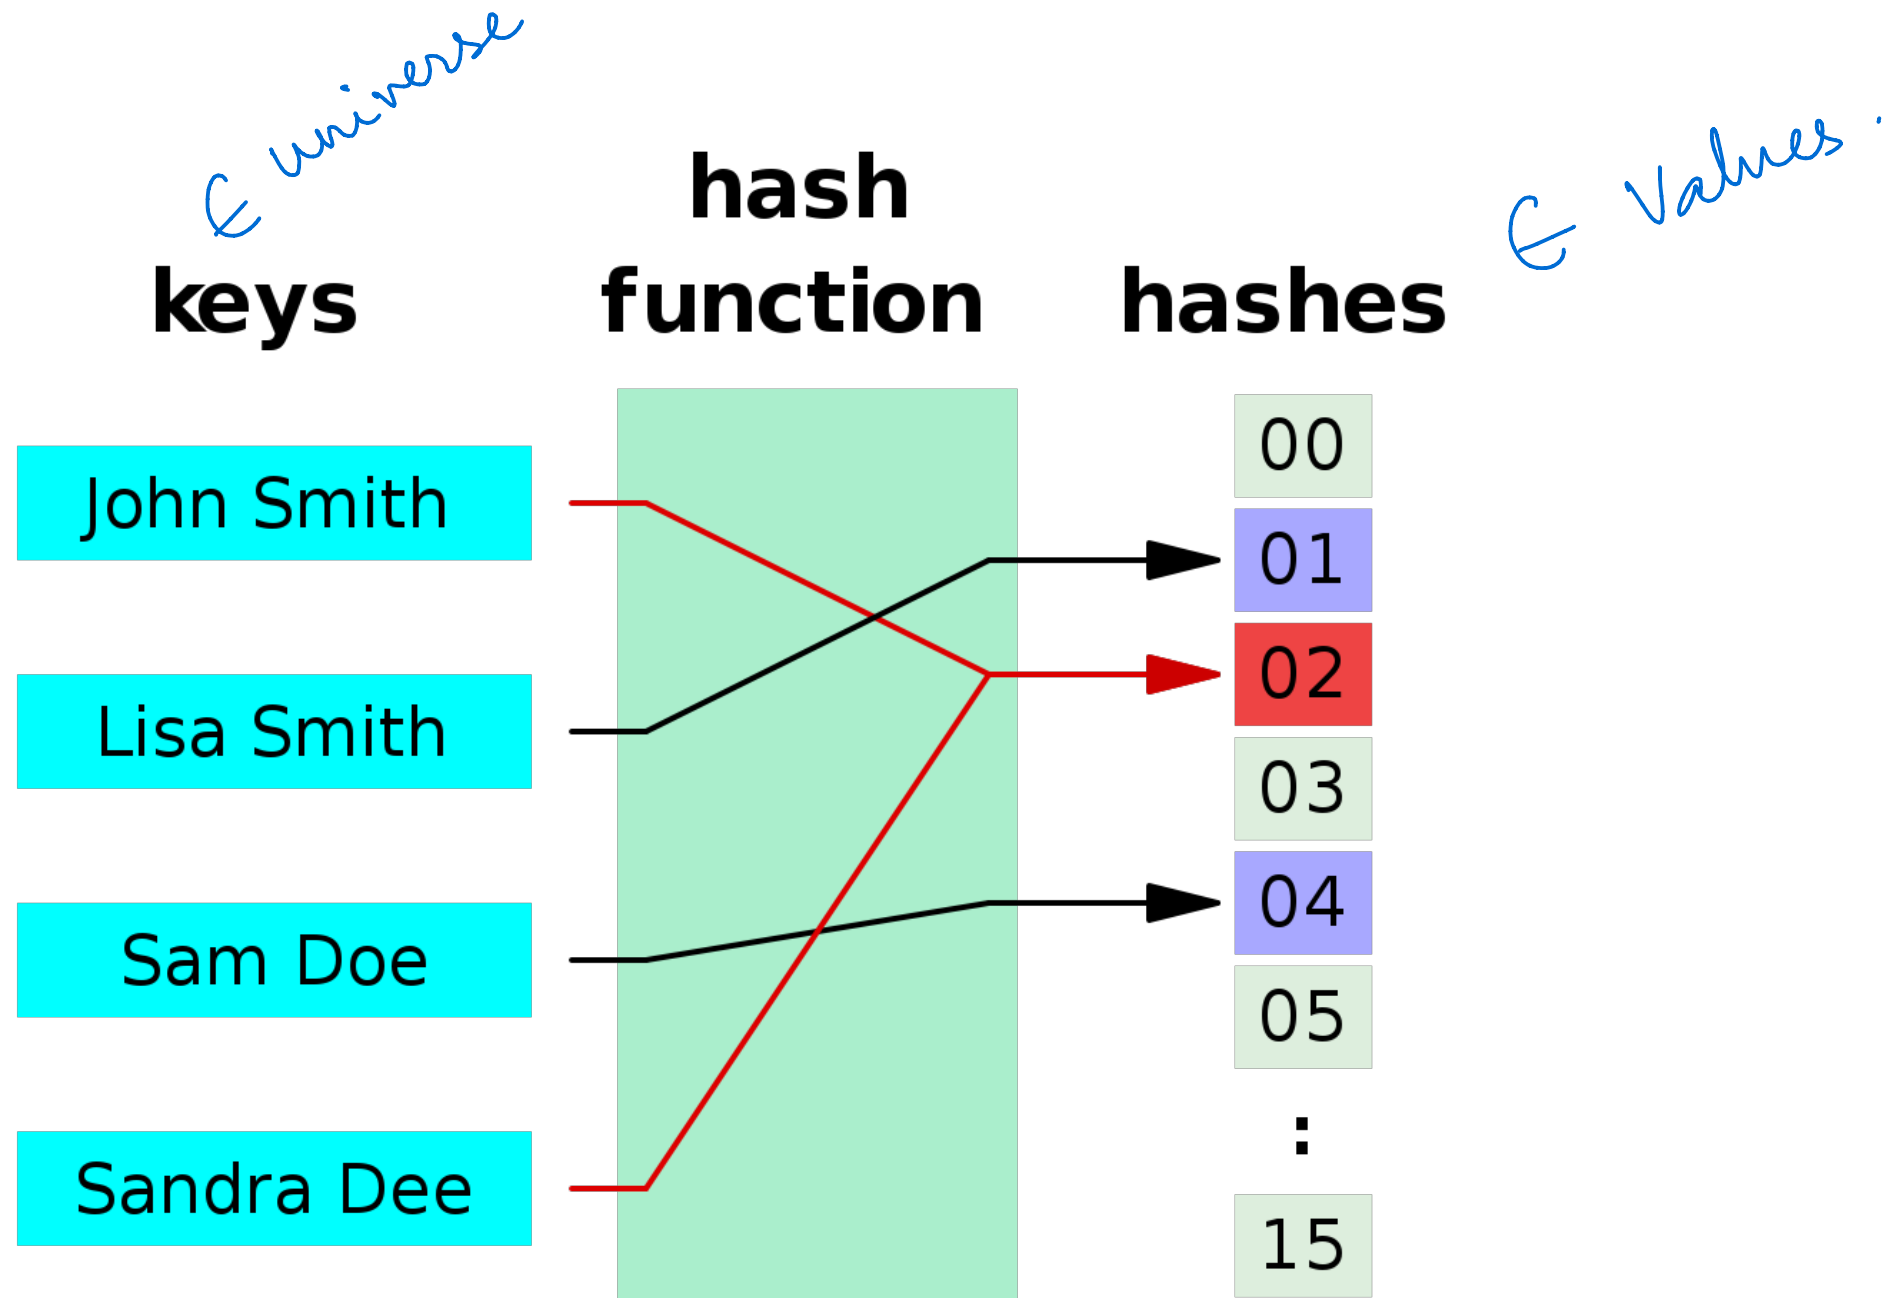 ∈ universe
∈ Values.
hash
keys function hashes
00
John Smith
01
02
Lisa Smith
03
04
Sam Doe
05
:
Sandra Dee
15